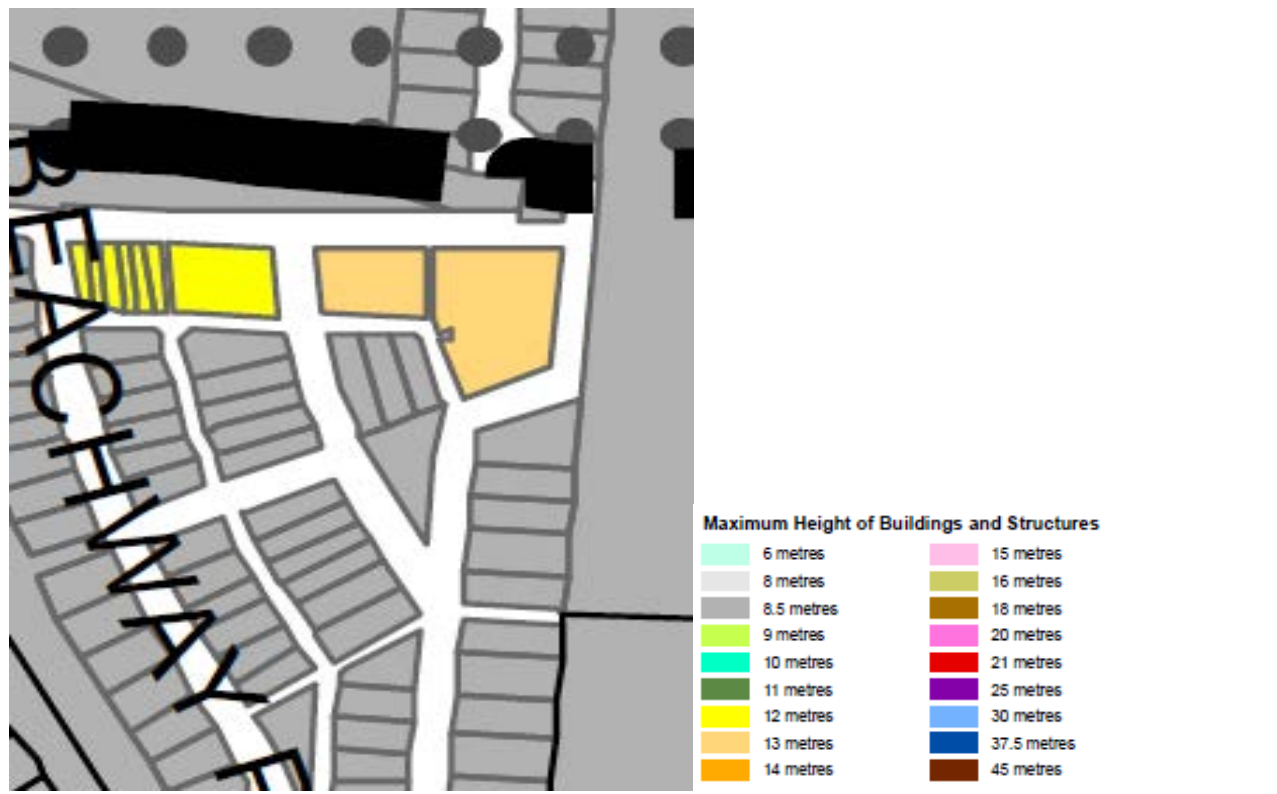 BEACHWAY
Maximum Height of Buildings and Structures
6 metres
8 metres
8.5 metres
9 metres
10 metres
11 metres
12 metres
13 metres
14 metres
15 metres
16 metres
18 metres
20 metres
21 metres
25 metres
30 metres
37.5 metres
45 metres